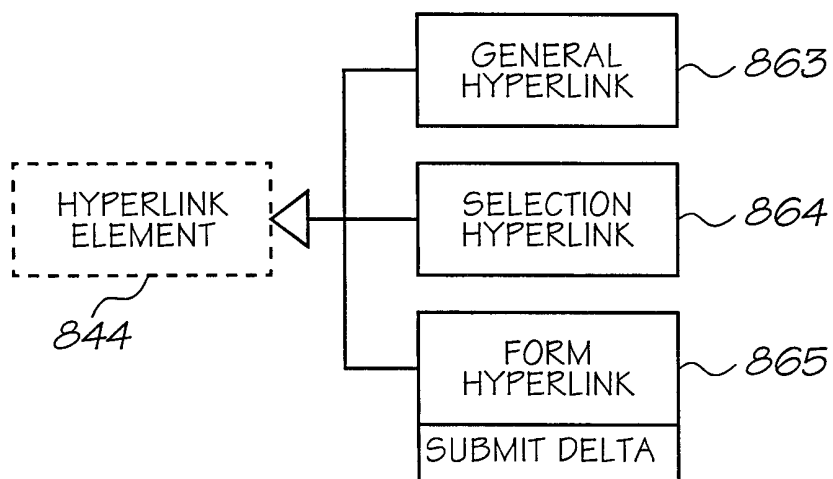 GENERAL
HYPERLINK
863
HYPERLINK
ELEMENT
844
SELECTION
HYPERLINK
864
FORM
HYPERLINK
865
SUBMIT DELTA